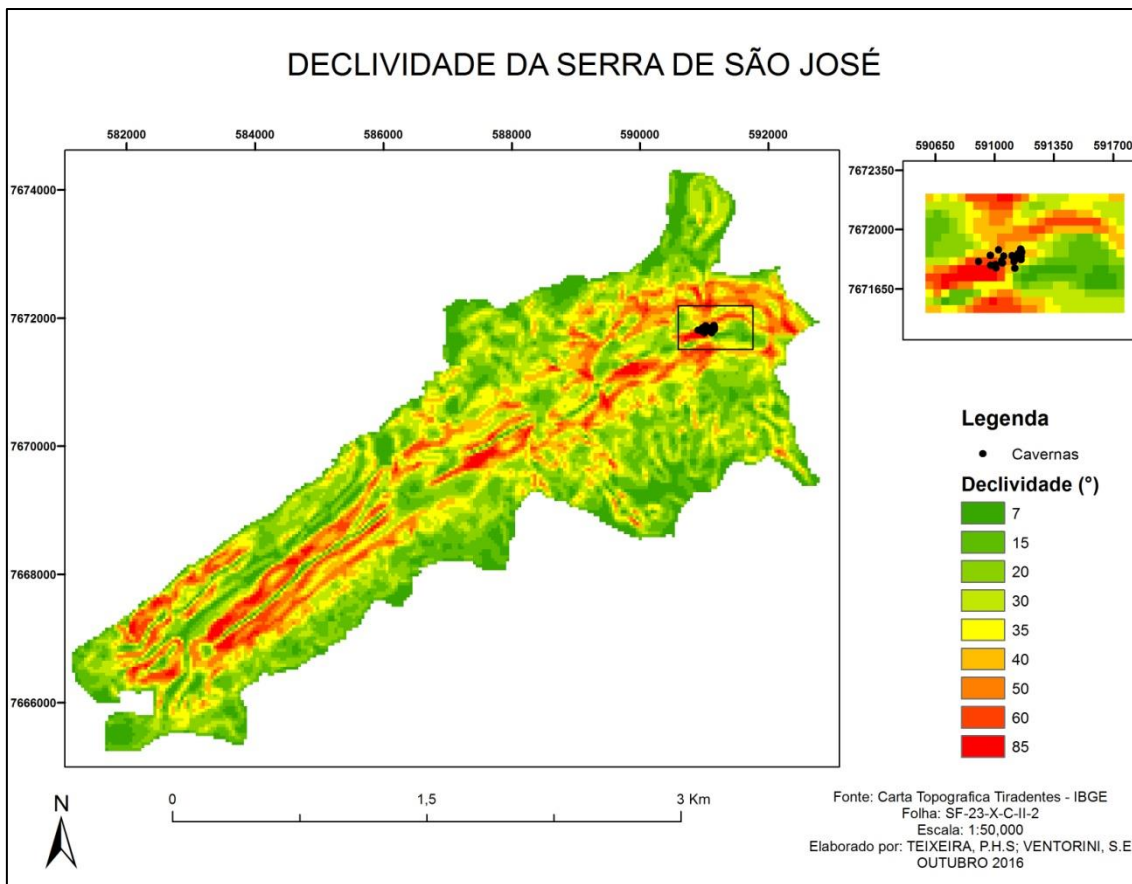 DECLIVIDADE DA SERRA DE SÃO JOSÉ
582000 584000 586000 588000 590000 592000
7674000
7672000
7670000
7668000
7666000
590650 591000 591350 591700
7672350
7672000
7671650
Legenda
Cavernas
Declividade (°)
7
15
20
30
35
40
50
60
85
N
0 1,5 3 Km
Fonte: Carta Topografica Tiradentes - IBGE
Folha: SF-23-X-C-II-2
Escala: 1:50,000
Elaborado por: TEIXEIRA, P.H.S; VENTORINI, S.E
OUTUBRO 2016